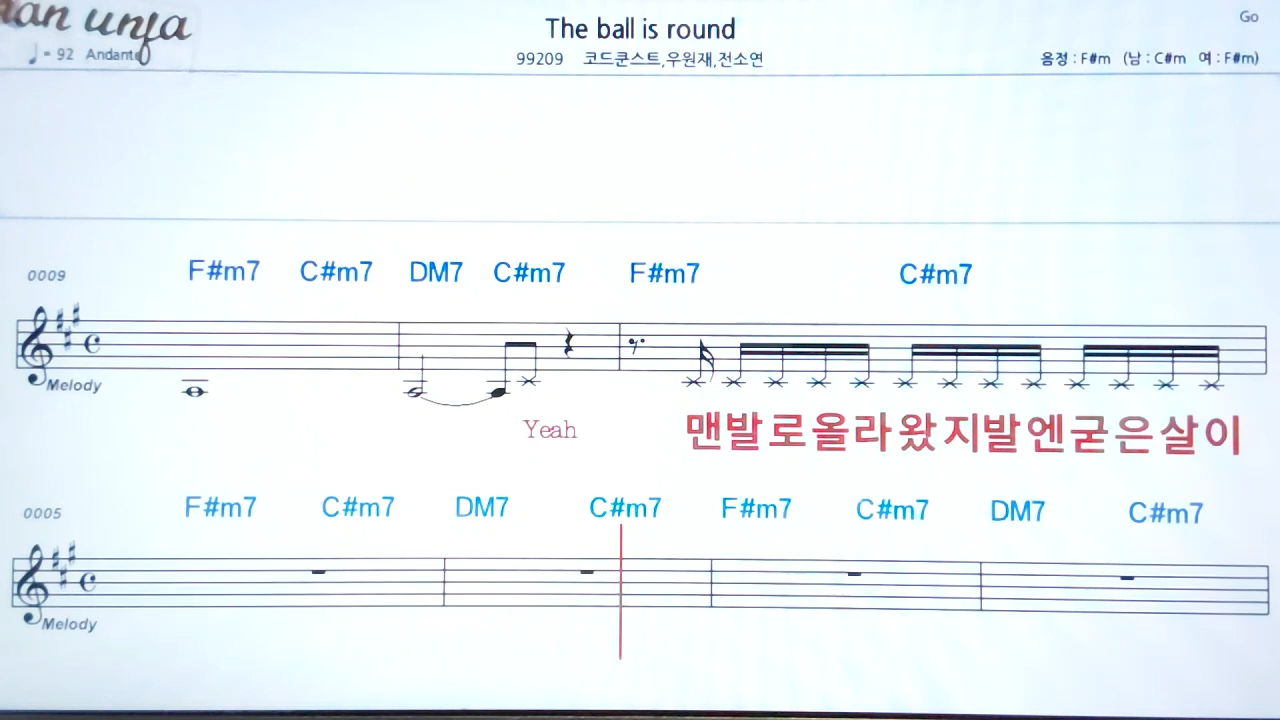 The ball is round
Go
= 92 Andante
99209 코드쿤스트,우원재,전소연
음정 : F#m (남 : C#m 여 : F#m)
0009 F#m7 C#m7 DM7 C#m7 F#m7 C#m7
Melody
Yeah 맨발로올라왔지발엔굳은살이
0005 F#m7 C#m7 DM7 C#m7 F#m7 C#m7 DM7 C#m7
Melody